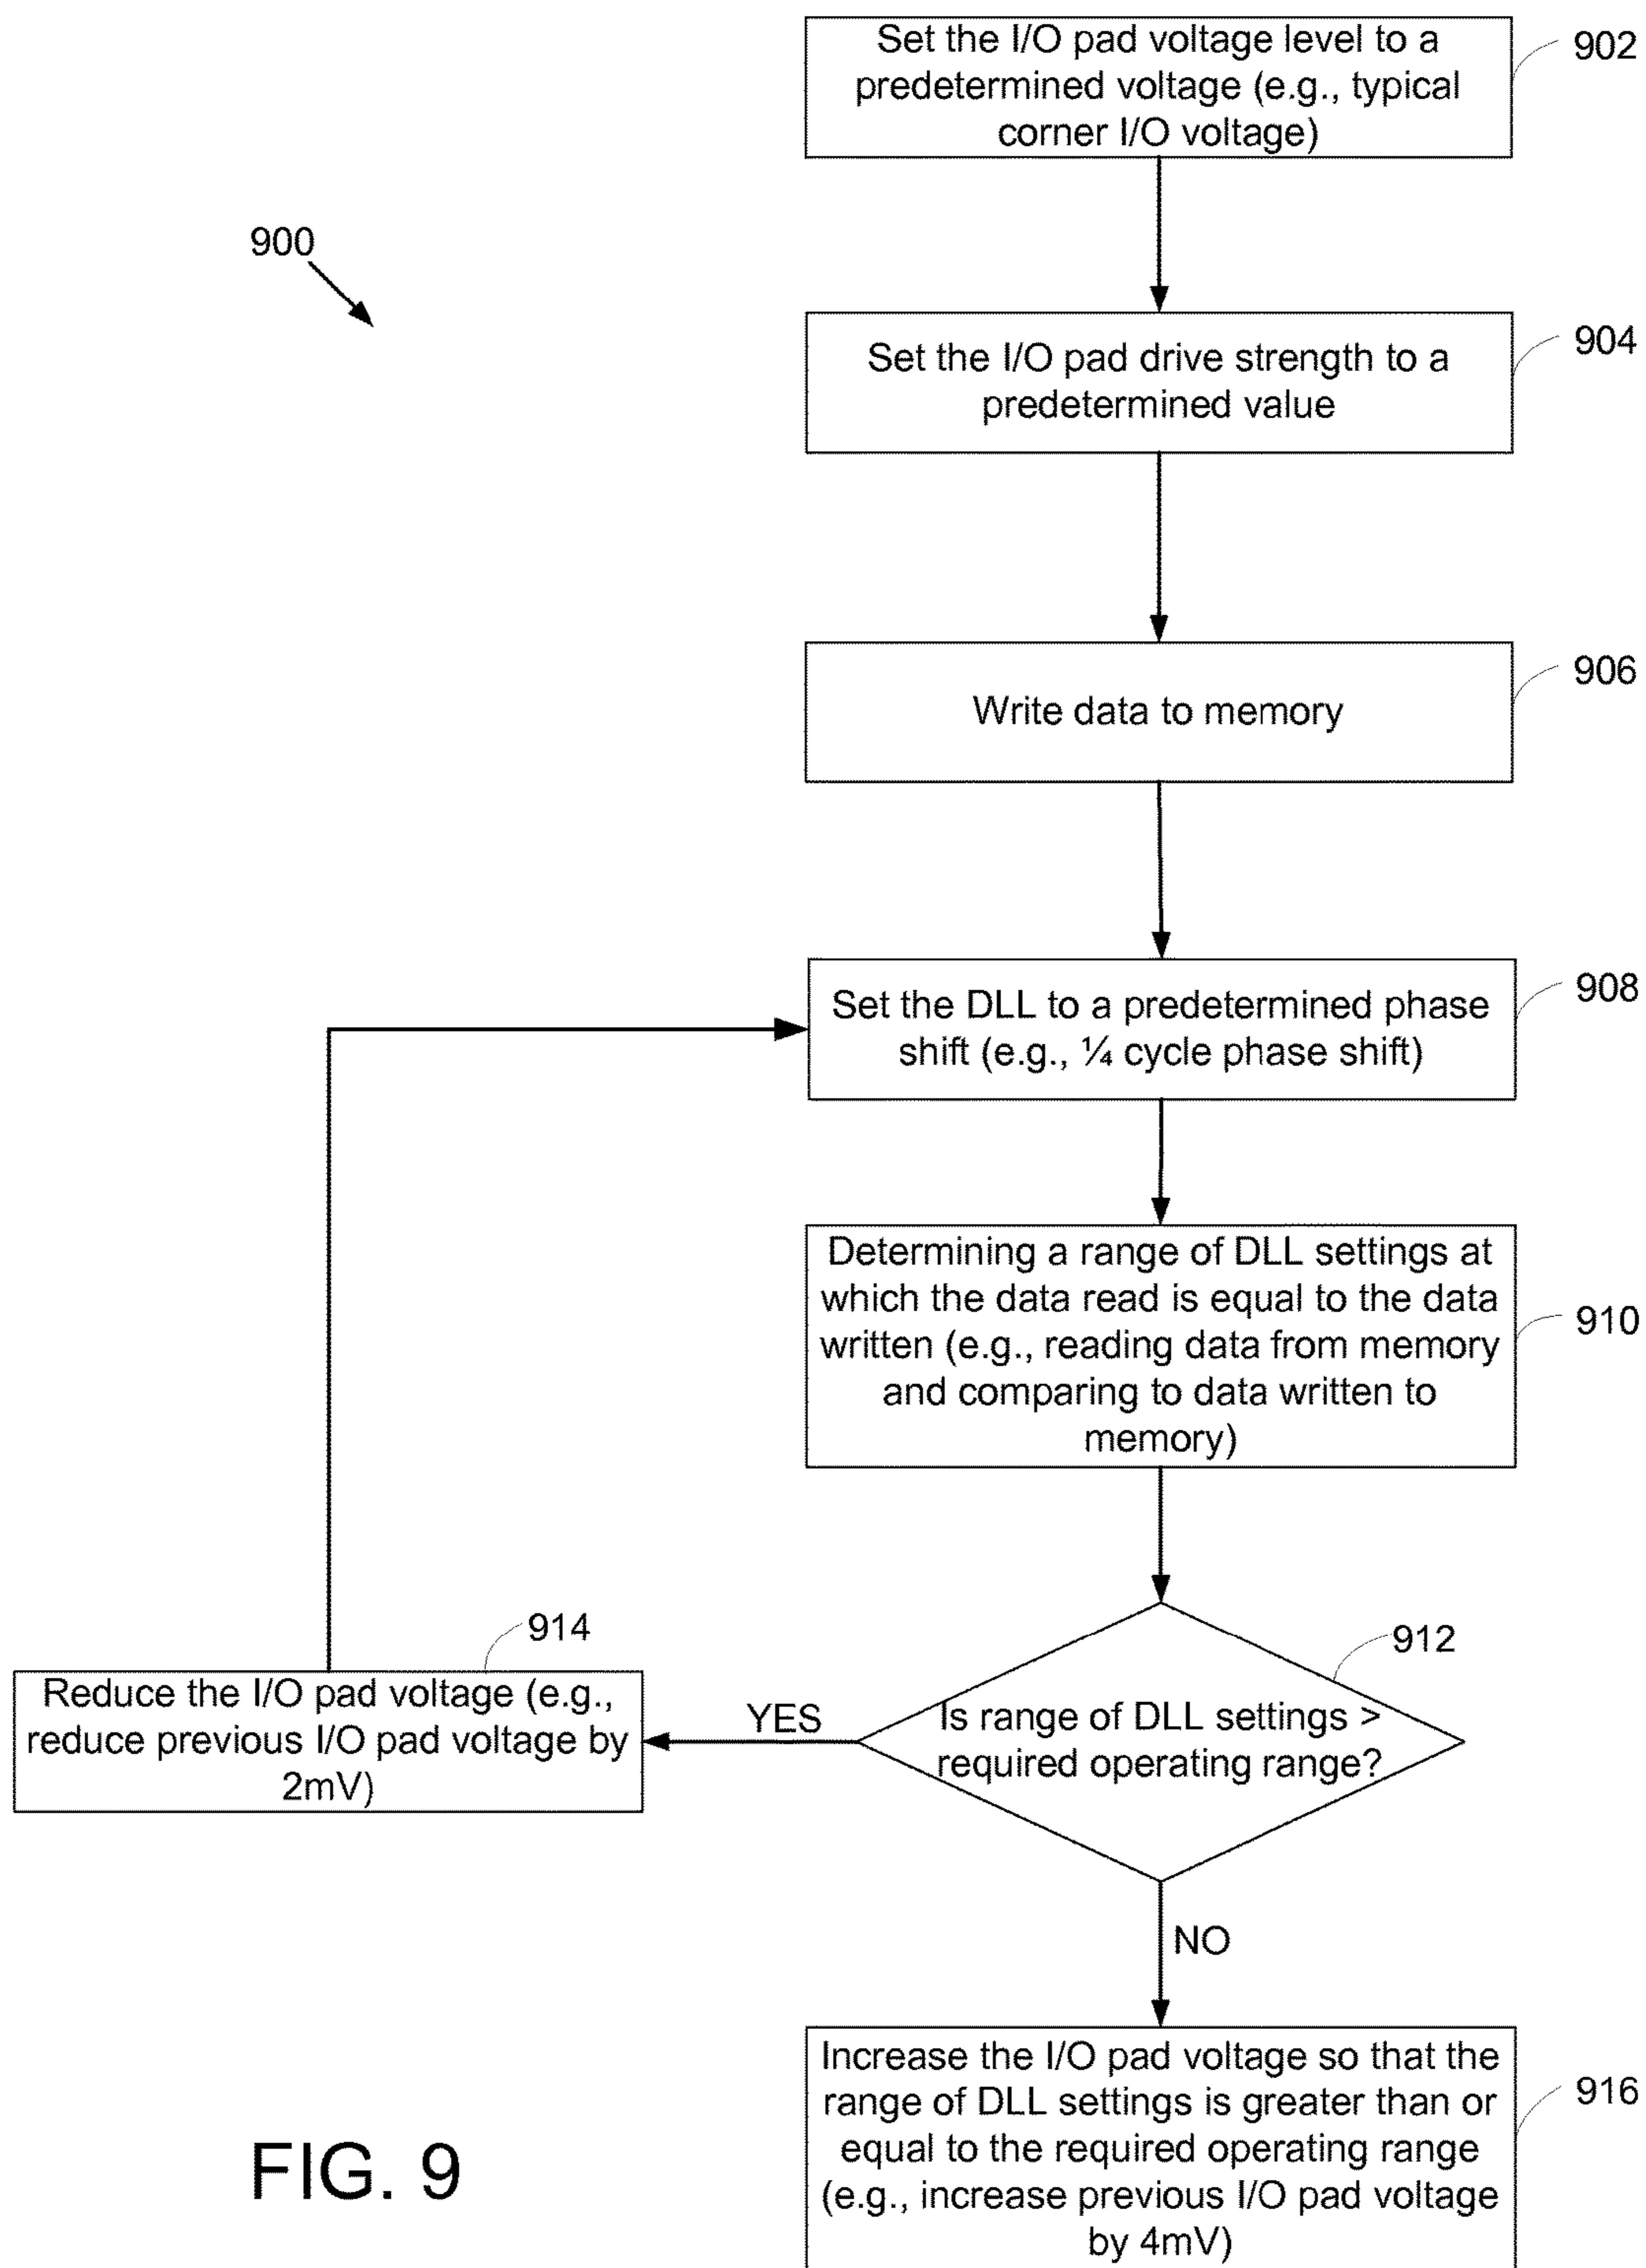 Set the I/O pad voltage level to a
predetermined voltage (e.g., typical
corner I/O voltage)
902
900
Set the I/O pad drive strength to a
predetermined value
904
Write data to memory
906
Set the DLL to a predetermined phase
shift (e.g., ¼ cycle phase shift)
908
Determining a range of DLL settings at
which the data read is equal to the data
written (e.g., reading data from memory
and comparing to data written to
memory)
910
914
Reduce the I/O pad voltage (e.g.,
reduce previous I/O pad voltage by
2mV)
YES
912
Is range of DLL settings >
required operating range?
NO
Increase the I/O pad voltage so that the
range of DLL settings is greater than or
equal to the required operating range
(e.g., increase previous I/O pad voltage
by 4mV)
916
FIG. 9